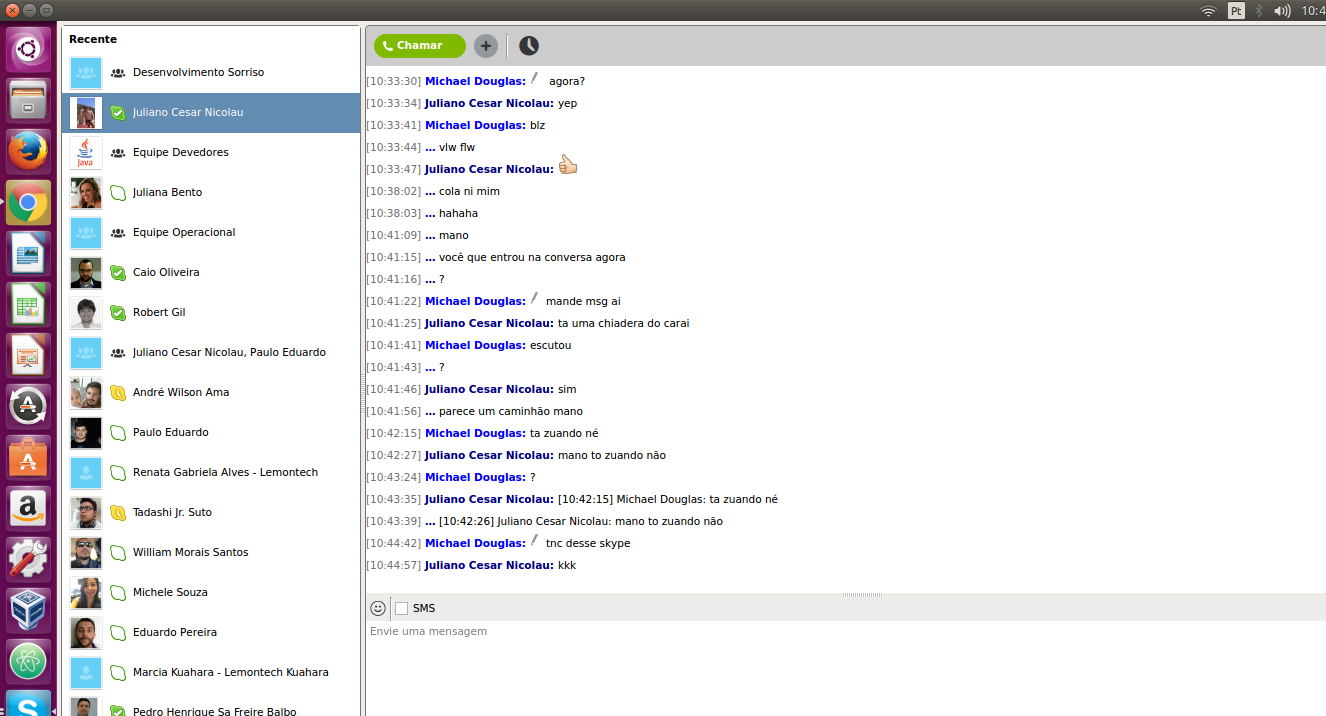 Pt
10:4
Recente
Desenvolvimento Sorriso
Juliano Cesar Nicolau
Java
Equipe Devedores
Juliana Bento
Equipe Operacional
Caio Oliveira
Robert Gil
Juliano Cesar Nicolau, Paulo Eduardo
André Wilson Ama
Paulo Eduardo
Renata Gabriela Alves - Lemontech
Tadashi Jr. Suto
William Morais Santos
Michele Souza
Eduardo Pereira
Marcia Kuahara - Lemontech Kuahara
Pedro Henrique Sa Freire Balbo
Chamar
[10:33:30] Michael Douglas: agora?
[10:33:34] Juliano Cesar Nicolau: yep
[10:33:41] Michael Douglas: blz
[10:33:44] ... vlw flw
[10:33:47] Juliano Cesar Nicolau:
[10:38:02] ... cola ni mim
[10:38:03] ... hahaha
[10:41:09] ... mano
[10:41:15] ... você que entrou na conversa agora
[10:41:16] ... ?
[10:41:22] Michael Douglas: mande msg ai
[10:41:25] Juliano Cesar Nicolau: ta uma chiadera do carai
[10:41:41] Michael Douglas: escutou
[10:41:43] ... ?
[10:41:46] Juliano Cesar Nicolau: sim
[10:41:56] ... parece um caminhão mano
[10:42:15] Michael Douglas: ta zuando né
[10:42:27] Juliano Cesar Nicolau: mano to zuando não
[10:43:24] Michael Douglas: ?
[10:43:35] Juliano Cesar Nicolau: [10:42:15] Michael Douglas: ta zuando né
[10:43:39] ... [10:42:26] Juliano Cesar Nicolau: mano to zuando não
[10:44:42] Michael Douglas: tnc desse skype
[10:44:57] Juliano Cesar Nicolau: kkk
SMS
Envie uma mensagem